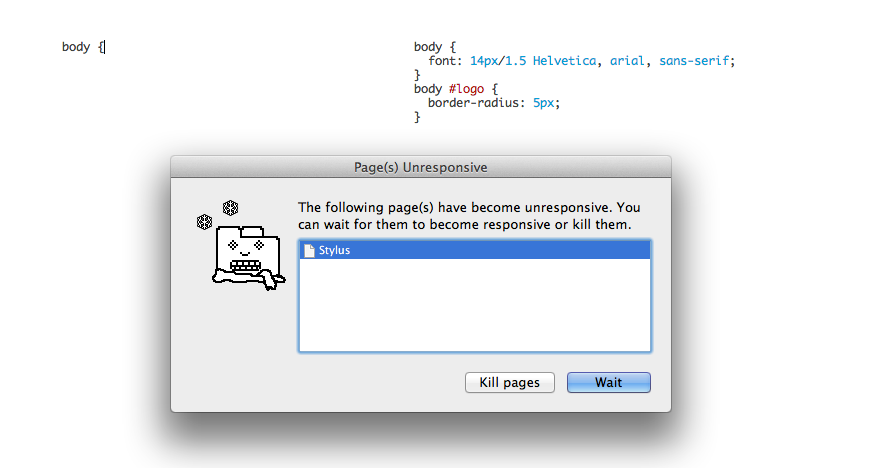 body {
body {
font: 14px/1.5 Helvetica, arial, sans-serif;
}
body #logo {
border-radius: 5px;
}
Page(s) Unresponsive
The following page(s) have become unresponsive. You
can wait for them to become responsive or kill them.
Stylus
Kill pages
Wait